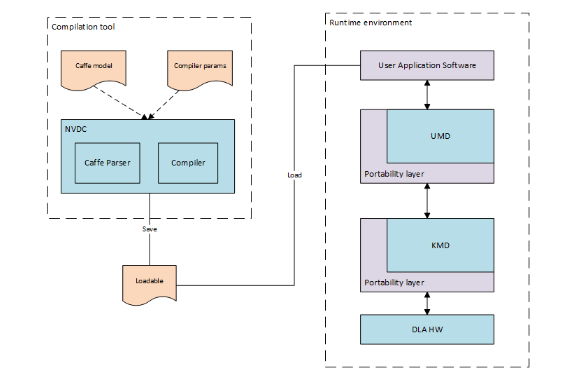 Compilation tool
Caffe model
Compiler params
NVDC
Caffe Parser
Compiler
Save
Loadable
Load
Runtime environment
User Application Software
UMD
Portability layer
KMD
Portability layer
DLA HW